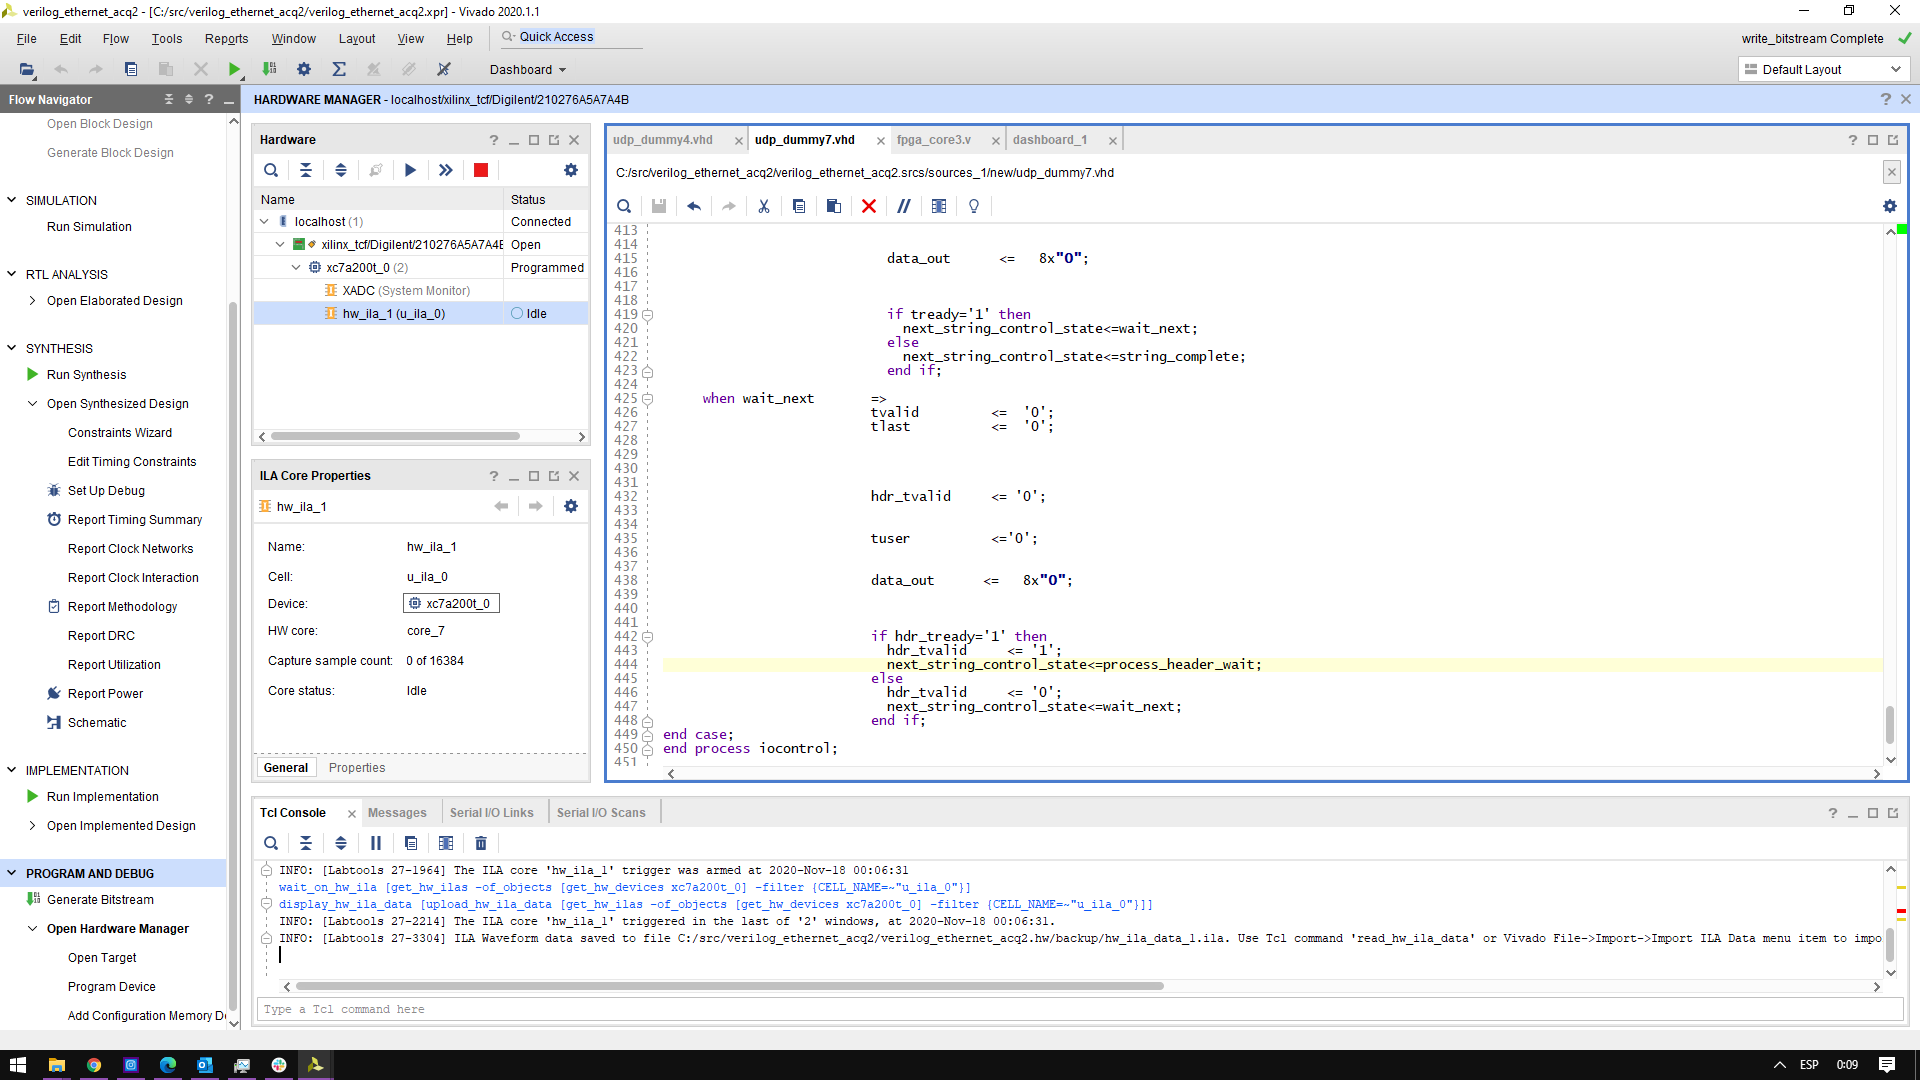 verilog_ethernet_acq2 - [C:/src/verilog_ethernet_acq2/verilog_ethernet_acq2.xpr] - Vivado 2020.1.1
File Edit Flow Tools Reports Window Layout View Help Quick Access
write_bitstream Complete
Dashboard
Default Layout
Flow Navigator
Open Block Design
Generate Block Design
SIMULATION
Run Simulation
RTL ANALYSIS
Open Elaborated Design
SYNTHESIS
Run Synthesis
Open Synthesized Design
Constraints Wizard
Edit Timing Constraints
Set Up Debug
Report Timing Summary
Report Clock Networks
Report Clock Interaction
Report Methodology
Report DRC
Report Utilization
Report Power
Schematic
IMPLEMENTATION
Run Implementation
Open Implemented Design
PROGRAM AND DEBUG
Generate Bitstream
Open Hardware Manager
Open Target
Program Device
Add Configuration Memory D
HARDWARE MANAGER - localhost/xilinx_tcf/Digilent/210276A5A7A4B
Hardware
Name Status
localhost (1) Connected
xilinx_tcf/Digilent/210276A5A7A4B Open
xc7a200t_0 (2) Programmed
XADC (System Monitor)
hw_ila_1 (u_ila_0) Idle
ILA Core Properties
hw_ila_1
Name: hw_ila_1
Cell: u_ila_0
Device: xc7a200t_0
HW core: core_7
Capture sample count: 0 of 16384
Core status: Idle
General Properties
udp_dummy4.vhd udp_dummy7.vhd fpga_core3.v dashboard_1
C:/src/verilog_ethernet_acq2/verilog_ethernet_acq2.srcs/sources_1/new/udp_dummy7.vhd
413
414
415 data_out <= 8x"0";
416
417
418
419 if tready='1' then
420 next_string_control_state<=wait_next;
421 else
422 next_string_control_state<=string_complete;
423 end if;
424
425 when wait_next =>
426 tvalid <= '0';
427 tlast <= '0';
428
429
430
431
432 hdr_tvalid <= '0';
433
434
435 tuser <='0';
436
437
438 data_out <= 8x"0";
439
440
441
442 if hdr_tready='1' then
443 hdr_tvalid <= '1';
444 next_string_control_state<=process_header_wait;
445 else
446 hdr_tvalid <= '0';
447 next_string_control_state<=wait_next;
448 end if;
449 end case;
450 end process iocontrol;
451
Tcl Console Messages Serial I/O Links Serial I/O Scans
INFO: [Labtools 27-1964] The ILA core 'hw_ila_1' trigger was armed at 2020-Nov-18 00:06:31
wait_on_hw_ila [get_hw_ilas -of_objects [get_hw_devices xc7a200t_0] -filter {CELL_NAME=~"u_ila_0"}]
display_hw_ila_data [upload_hw_ila_data [get_hw_ilas -of_objects [get_hw_devices xc7a200t_0] -filter {CELL_NAME=~"u_ila_0"}]]
INFO: [Labtools 27-2214] The ILA core 'hw_ila_1' triggered in the last of '2' windows, at 2020-Nov-18 00:06:31.
INFO: [Labtools 27-3304] ILA Waveform data saved to file C:/src/verilog_ethernet_acq2/verilog_ethernet_acq2.hw/backup/hw_ila_data_1.ila. Use Tcl command 'read_hw_ila_data' or Vivado File->Import->Import ILA Data menu item to impo
Type a Tcl command here
ESP 0:09